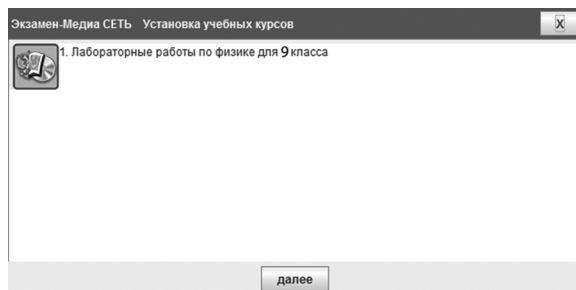 Экзамен-Медиа СЕТЬ Установка учебных курсов X
1. Лабораторные работы по физике для 9 класса
далее